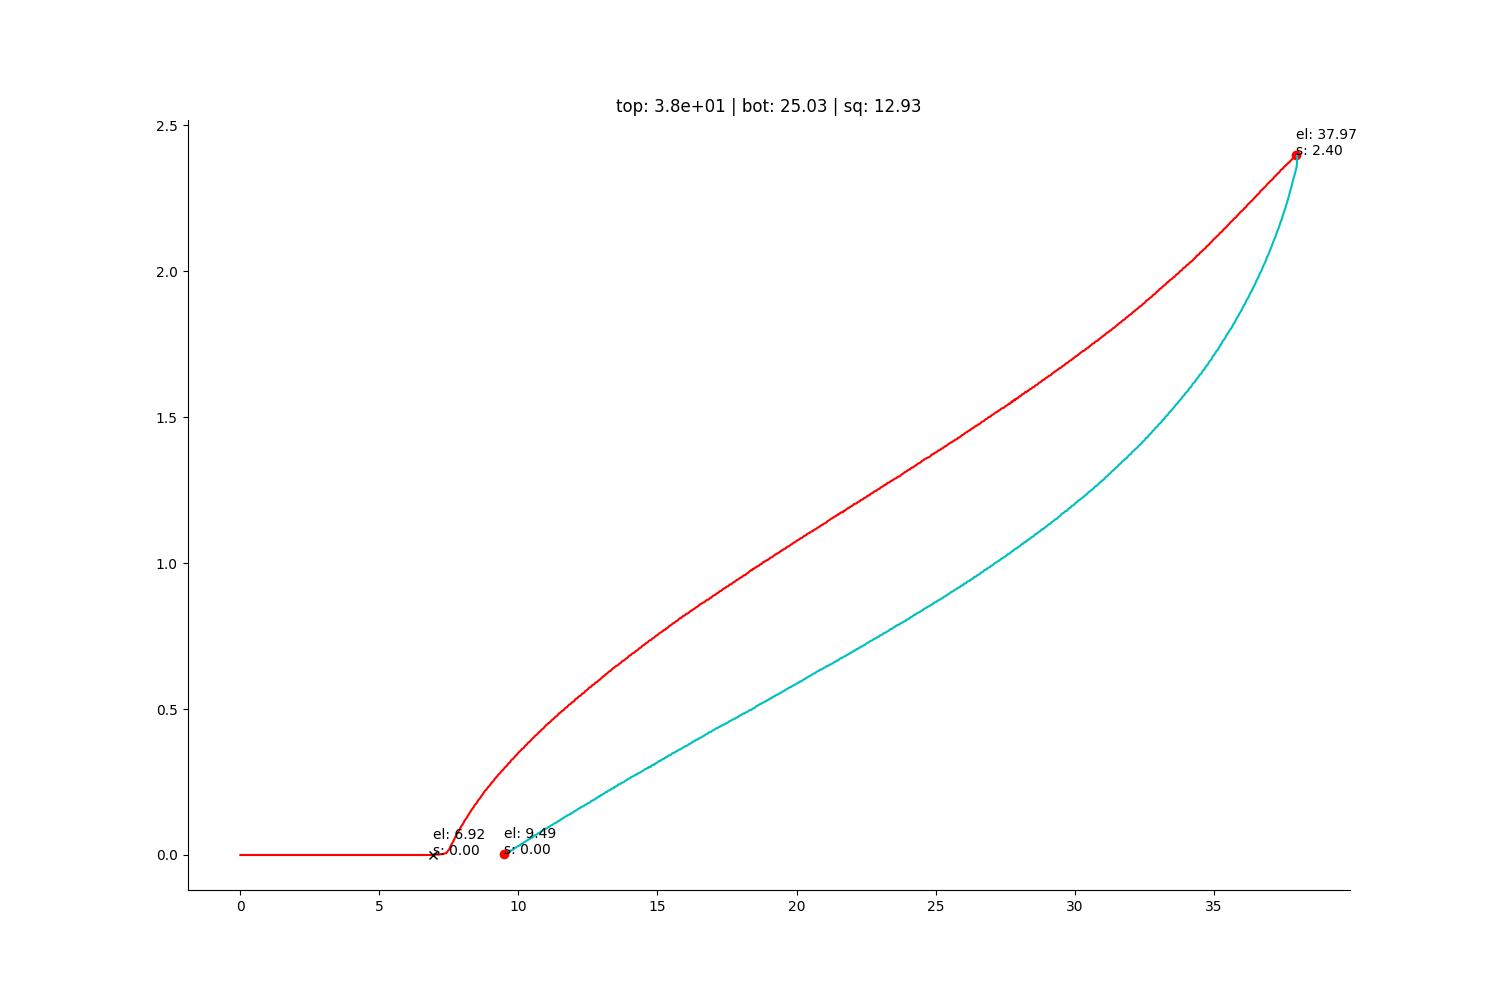 top: 3.8e+01 | bot: 25.03 | sq: 12.93
2.5
el: 37.97
s: 2.40
2.0
1.5
1.0
0.5
el: 6.92
s: 0.00
el: 9.49
s: 0.00
0.0
0 5 10 15 20 25 30 35